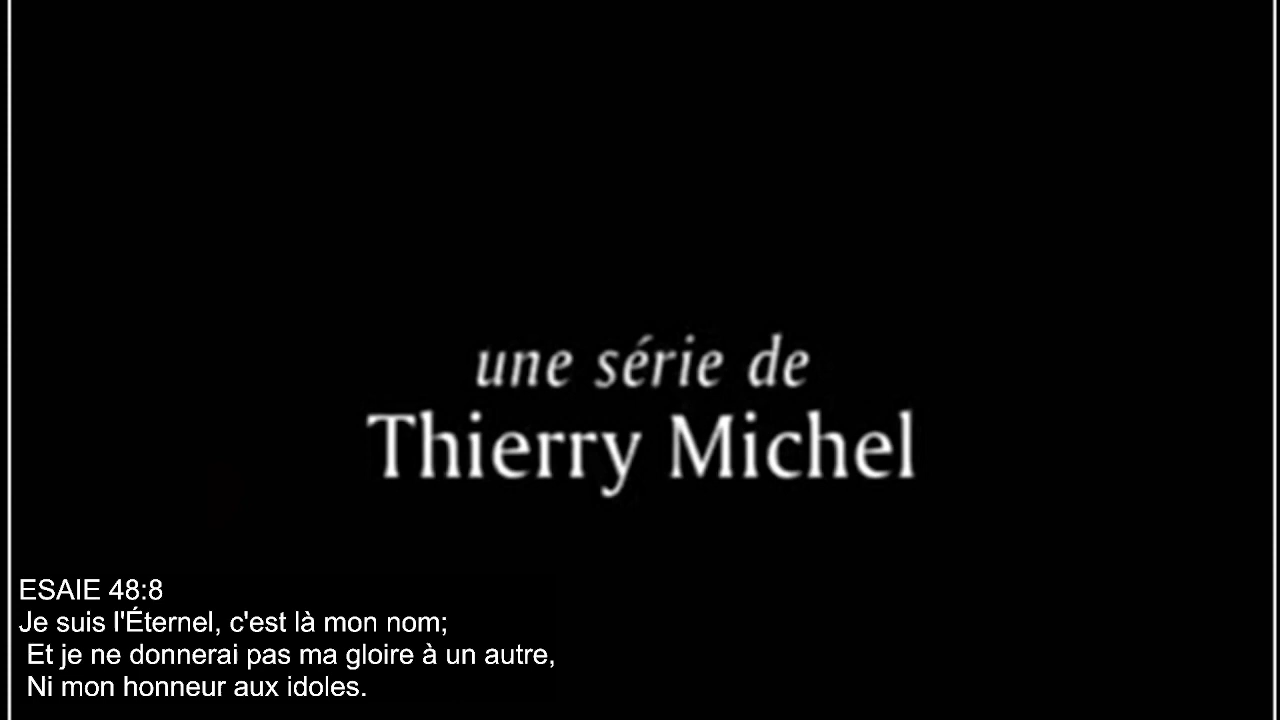 une série de
Thierry Michel
ESAIE 48:8
Je suis l'Éternel, c'est là mon nom;
Et je ne donnerai pas ma gloire à un autre,
Ni mon honneur aux idoles.